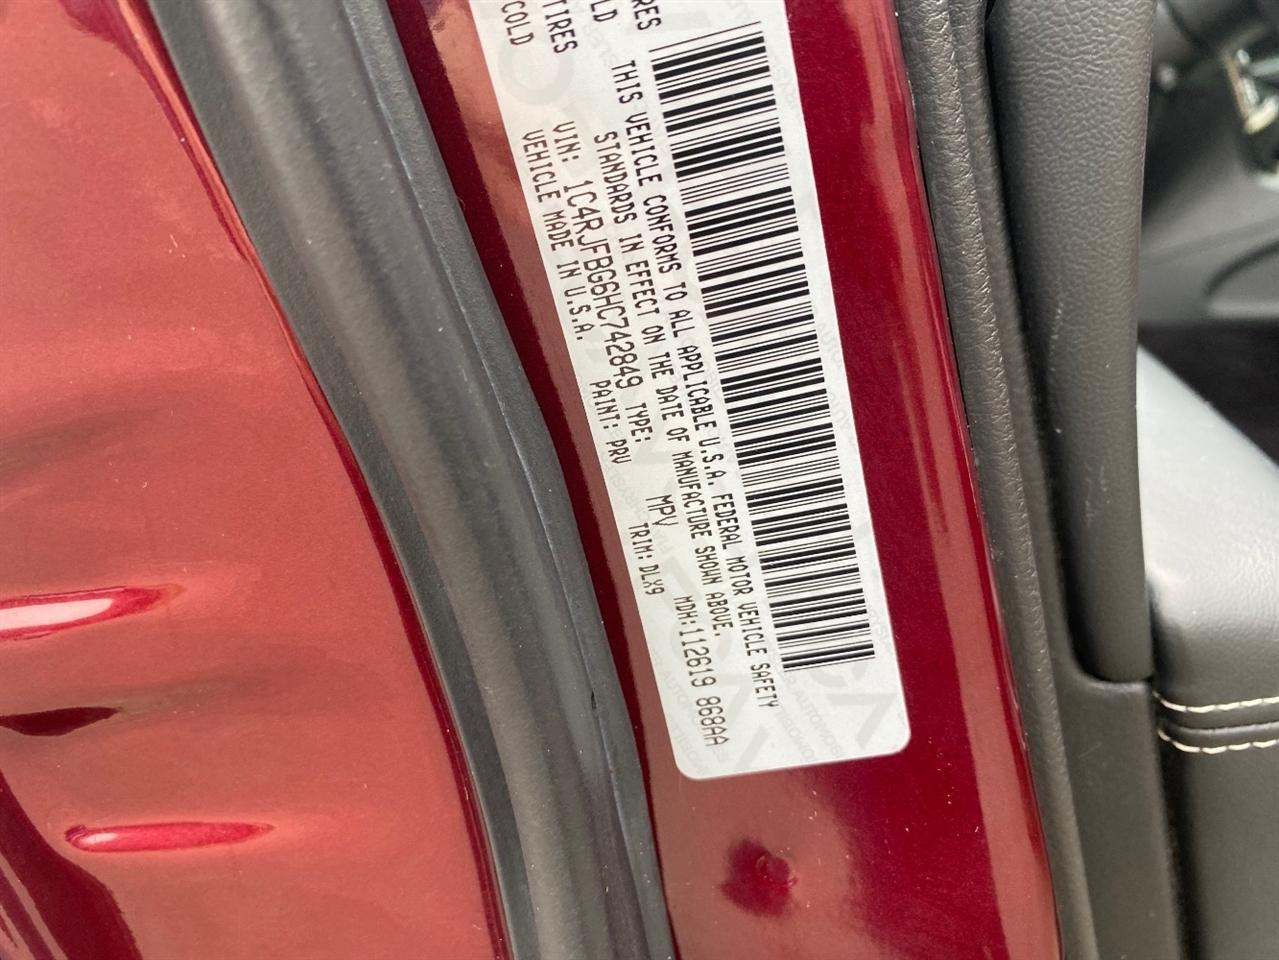 RES
LD
TIRES
COLD
THIS VEHICLE CONFORMS TO ALL APPLICABLE U.S.A. FEDERAL MOTOR VEHICLE SAFETY
STANDARDS IN EFFECT ON THE DATE OF MANUFACTURE SHOWN ABOVE.
VIN: 1C4RJFBG6HC742849 TYPE: MPV MDH:112619 868AA
VEHICLE MADE IN U.S.A. PAINT: PRV TRIM: DLX9